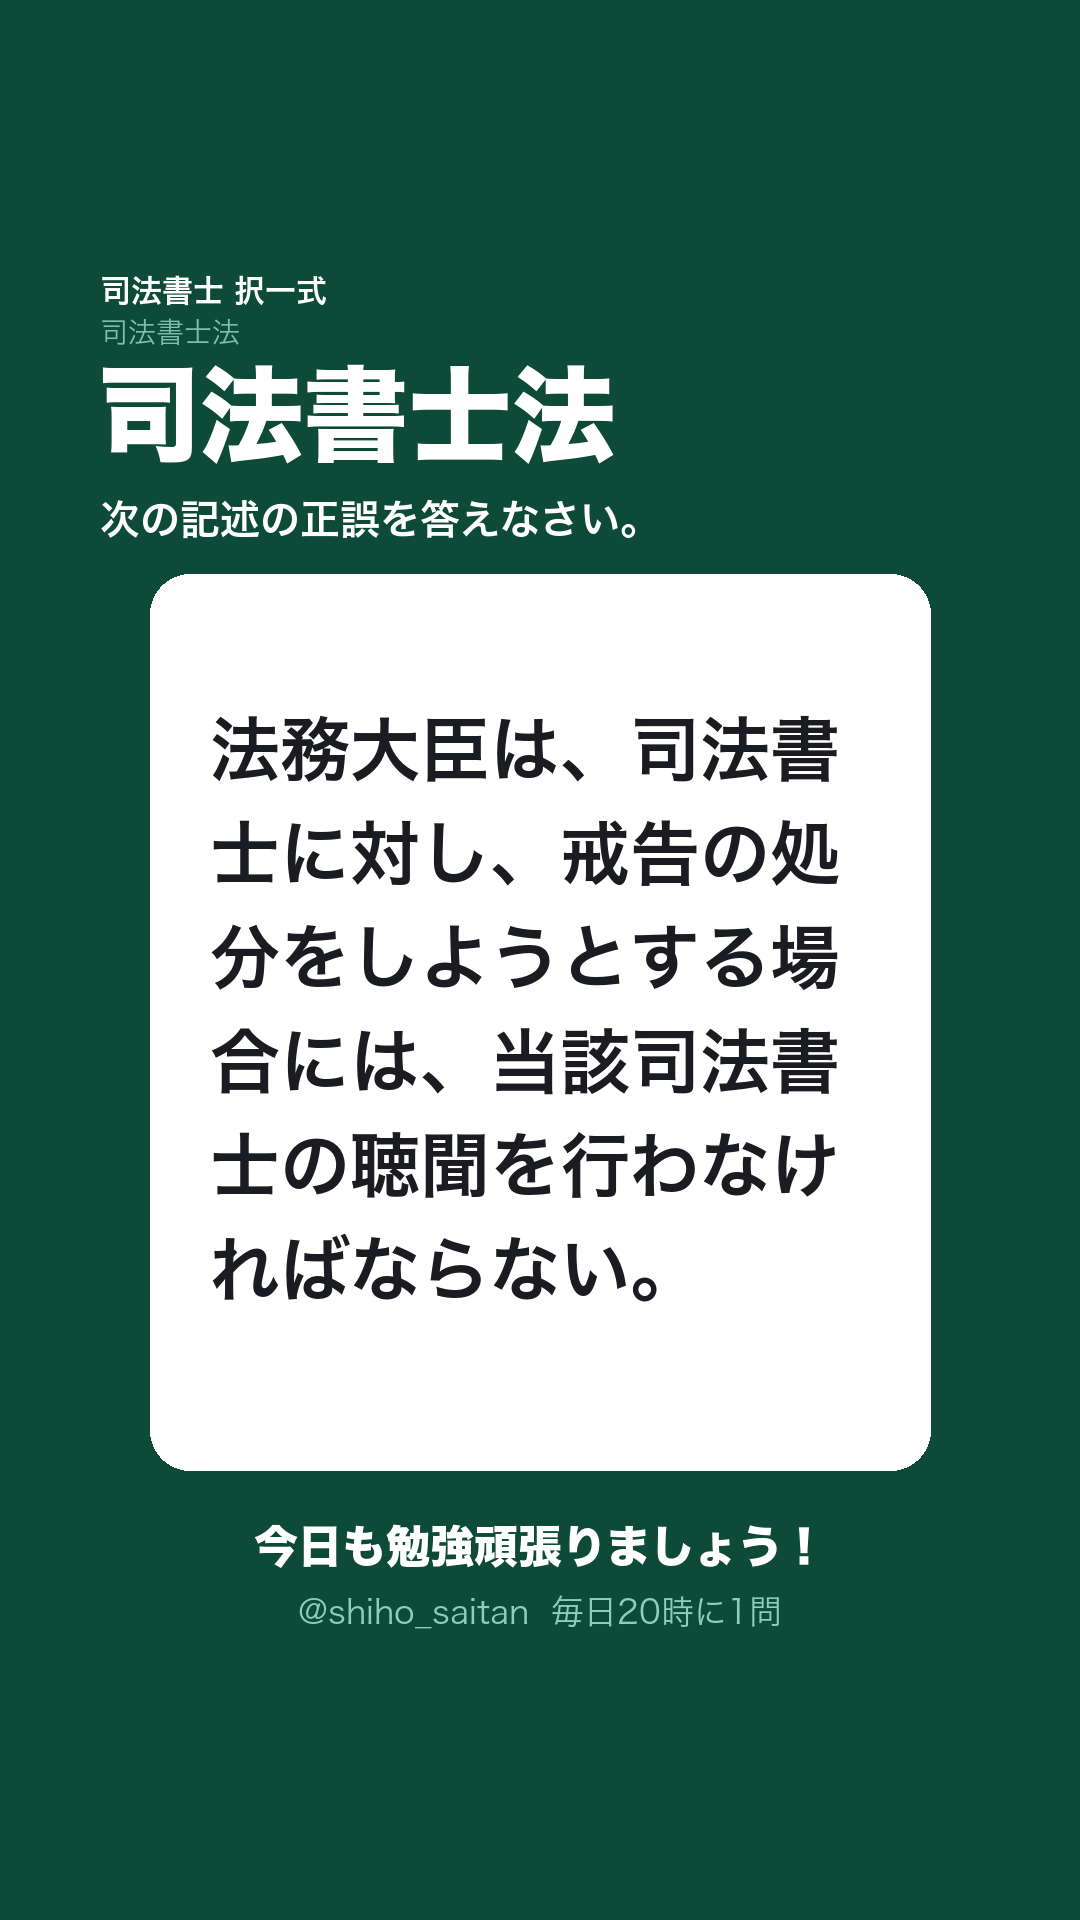 司法書士 択一式
司法書士法
司法書士法
次の記述の正誤を答えなさい。
法務大臣は、司法書
士に対し、戒告の処
分をしようとする場
合には、当該司法書
士の聴聞を行わなけ
ればならない。
今日も勉強頑張りましょう！
@shiho_saitan 毎日20時に1問